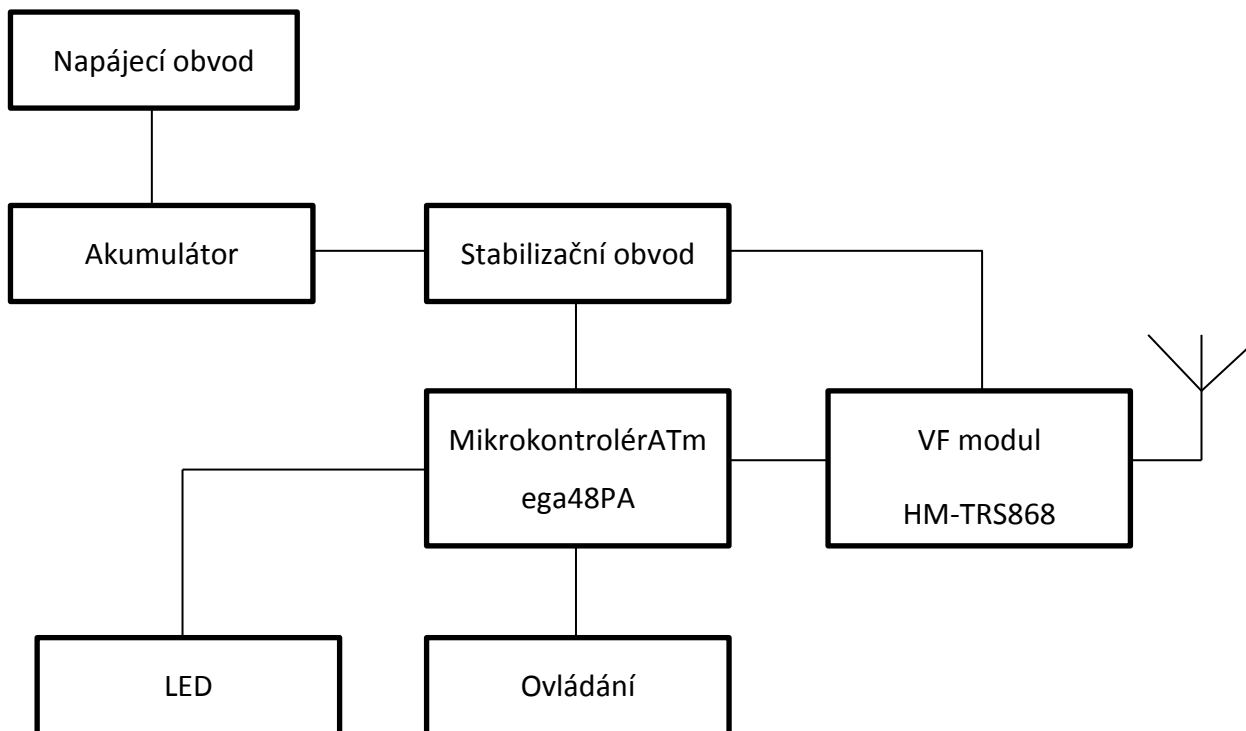 Napájecí obvod
Akumulátor
Stabilizační obvod
MikrokontrolérATm
ega48PA
VF modul
HM-TRS868
LED
Ovládání